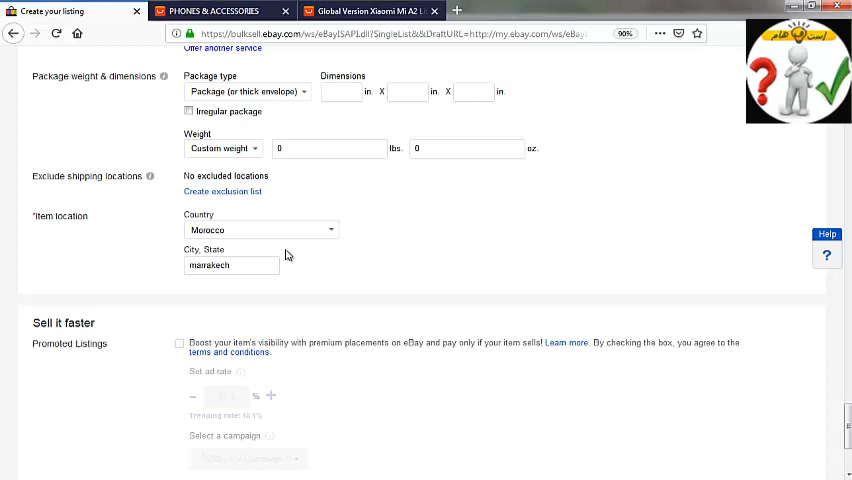 Create your listing
PHONES & ACCESSORIES
Global Version Xiaomi Mi A2 Li
https://bulksell.ebay.com/ws/eBayISAPI.dll?SingleList&&DraftURL=http://my.ebay.com/ws/eBayI
90%
Offer another service
Package weight & dimensions
Package type
Dimensions
Package (or thick envelope)
in. X in. X in.
Irregular package
Weight
Custom weight
0 lbs. 0 oz.
Exclude shipping locations
No excluded locations
Create exclusion list
*Item location
Country
Morocco
City, State
marrakech
Help
?
Sell it faster
Promoted Listings
Boost your item's visibility with premium placements on eBay and pay only if your item sells! Learn more. By checking the box, you agree to the
terms and conditions.
Set ad rate
%
Trending rate: 10.1%
Select a campaign